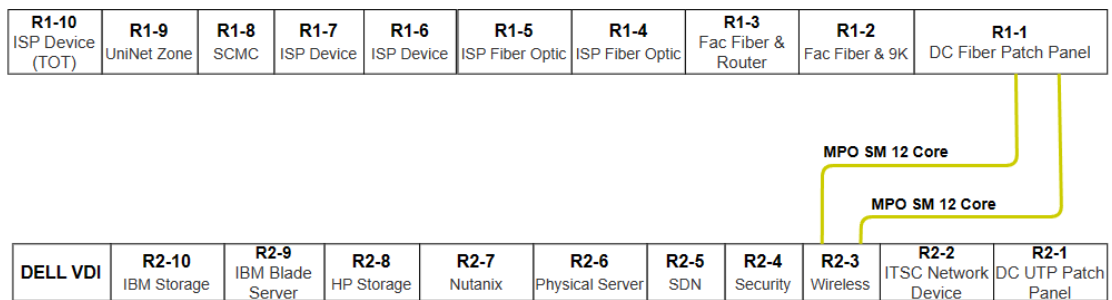 R1-10
ISP Device
(TOT)
R1-9
UniNet Zone
R1-8
SCMC
R1-7
ISP Device
R1-6
ISP Device
R1-5
ISP Fiber Optic
R1-4
ISP Fiber Optic
R1-3
Fac Fiber &
Router
R1-2
Fac Fiber & 9K
R1-1
DC Fiber Patch Panel
MPO SM 12 Core
MPO SM 12 Core
DELL VDI
R2-10
IBM Storage
R2-9
IBM Blade
Server
R2-8
HP Storage
R2-7
Nutanix
R2-6
Physical Server
R2-5
SDN
R2-4
Security
R2-3
Wireless
R2-2
ITSC Network
Device
R2-1
DC UTP Patch
Panel